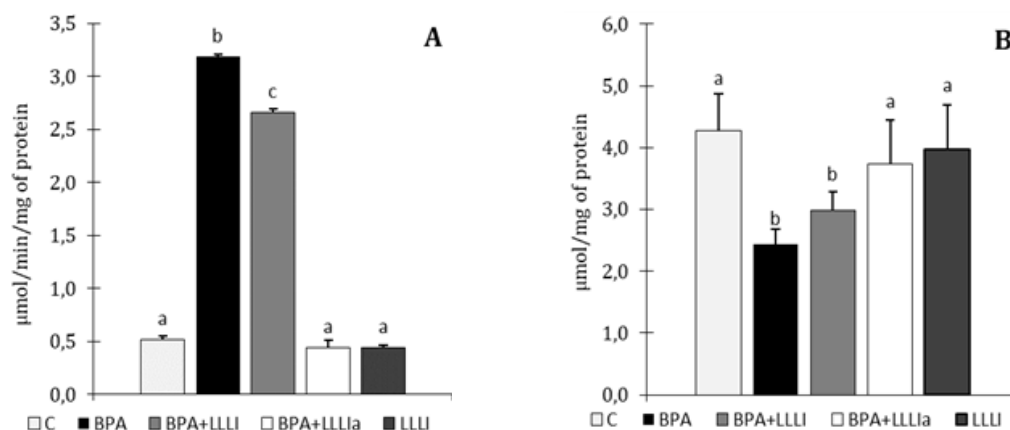 A
µmol/min/mg of protein
3,5
3,0
2,5
2,0
1,5
1,0
0,5
0,0
a
b
c
a
a
C BPA BPA+LLLI BPA+LLLIa LLLI
B
µmol/mg of protein
6,0
5,0
4,0
3,0
2,0
1,0
0,0
a
b
b
a
a
C BPA BPA+LLLI BPA+LLLIa LLLI